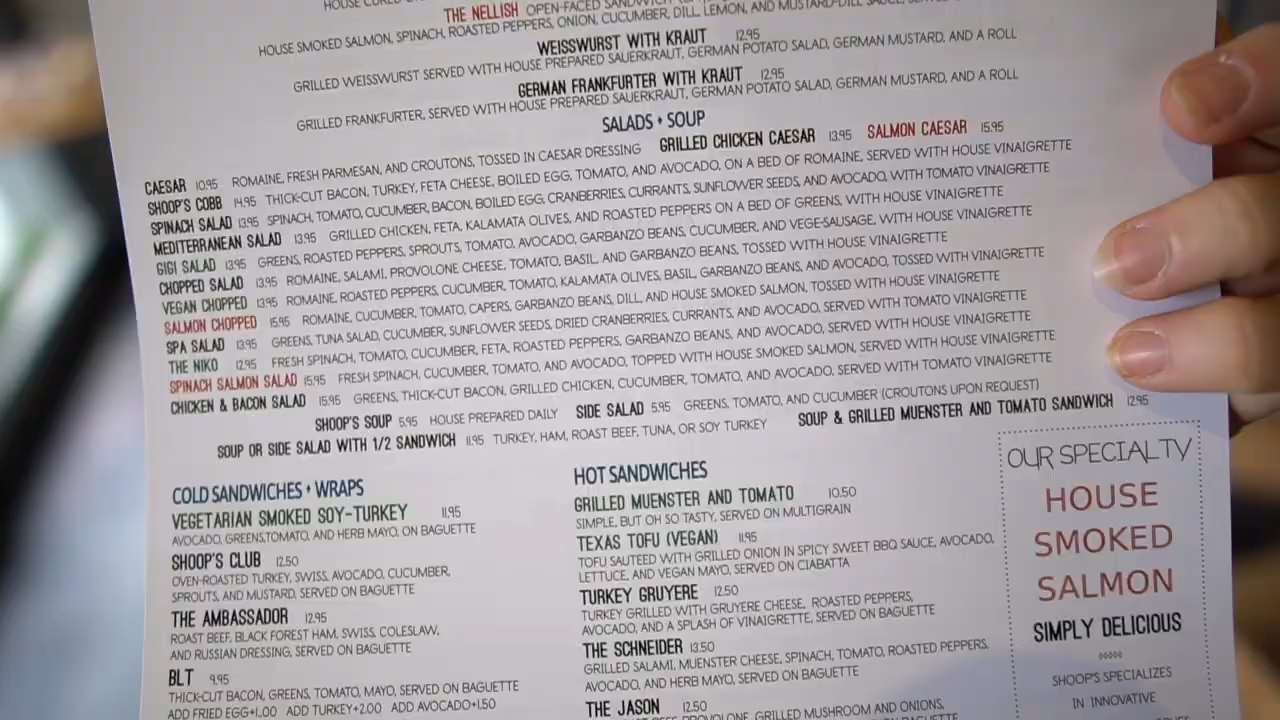 HOUSE CURED
THE NELLISH OPEN-FACED SANDWICH
HOUSE SMOKED SALMON, SPINACH, ROASTED PEPPERS, ONION, CUCUMBER, DILL, LEMON, AND MUSTARD-DILL SAUCE,
WEISSWURST WITH KRAUT 12.95
GRILLED WEISSWURST SERVED WITH HOUSE PREPARED SAUERKRAUT, GERMAN POTATO SALAD, GERMAN MUSTARD, AND A ROLL
GERMAN FRANKFURTER WITH KRAUT 12.95
GRILLED FRANKFURTER, SERVED WITH HOUSE PREPARED SAUERKRAUT, GERMAN POTATO SALAD, GERMAN MUSTARD, AND A ROLL
SALADS • SOUP
CAESAR 10.95 ROMAINE, FRESH PARMESAN, AND CROUTONS, TOSSED IN CAESAR DRESSING GRILLED CHICKEN CAESAR 13.95 SALMON CAESAR 15.95
SHOOP'S COBB 14.95 THICK-CUT BACON, TURKEY, FETA CHEESE, BOILED EGG, TOMATO, AND AVOCADO, ON A BED OF ROMAINE, SERVED WITH HOUSE VINAIGRETTE
SPINACH SALAD 13.95 SPINACH, TOMATO, CUCUMBER, BACON, BOILED EGG, CRANBERRIES, CURRANTS, SUNFLOWER SEEDS, AND AVOCADO, WITH TOMATO VINAIGRETTE
MEDITERRANEAN SALAD 13.95 GRILLED CHICKEN, FETA, KALAMATA OLIVES, AND ROASTED PEPPERS ON A BED OF GREENS, WITH HOUSE VINAIGRETTE
GIGI SALAD 13.95 GREENS, ROASTED PEPPERS, SPROUTS, TOMATO, AVOCADO, GARBANZO BEANS, CUCUMBER, AND VEGE-SAUSAGE, WITH HOUSE VINAIGRETTE
CHOPPED SALAD 13.95 ROMAINE, SALAMI, PROVOLONE CHEESE, TOMATO, BASIL, AND GARBANZO BEANS, TOSSED WITH HOUSE VINAIGRETTE
VEGAN CHOPPED 13.95 ROMAINE, ROASTED PEPPERS, CUCUMBER, TOMATO, KALAMATA OLIVES, BASIL, GARBANZO BEANS, AND AVOCADO, TOSSED WITH HOUSE VINAIGRETTE
SALMON CHOPPED 15.95 ROMAINE, CUCUMBER, TOMATO, CAPERS, GARBANZO BEANS, DILL, AND HOUSE SMOKED SALMON, TOSSED WITH HOUSE VINAIGRETTE
SPA SALAD 13.95 GREENS, TUNA SALAD, CUCUMBER, SUNFLOWER SEEDS, DRIED CRANBERRIES, CURRANTS, AND AVOCADO, SERVED WITH TOMATO VINAIGRETTE
THE NIKO 12.95 FRESH SPINACH, TOMATO, CUCUMBER, FETA, ROASTED PEPPERS, GARBANZO BEANS, AND AVOCADO, SERVED WITH HOUSE VINAIGRETTE
SPINACH SALMON SALAD 15.95 FRESH SPINACH, CUCUMBER, TOMATO, AND AVOCADO, TOPPED WITH HOUSE SMOKED SALMON, SERVED WITH HOUSE VINAIGRETTE
CHICKEN & BACON SALAD 15.95 GREENS, THICK-CUT BACON, GRILLED CHICKEN, CUCUMBER, TOMATO, AND AVOCADO, SERVED WITH TOMATO VINAIGRETTE
SHOOP'S SOUP 5.95 HOUSE PREPARED DAILY SIDE SALAD 5.95 GREENS, TOMATO, AND CUCUMBER (CROUTONS UPON REQUEST)
SOUP OR SIDE SALAD WITH 1/2 SANDWICH 11.95 TURKEY, HAM, ROAST BEEF, TUNA, OR SOY TURKEY SOUP & GRILLED MUENSTER AND TOMATO SANDWICH 12.95
COLD SANDWICHES • WRAPS
VEGETARIAN SMOKED SOY-TURKEY 11.95
AVOCADO, GREENS,TOMATO, AND HERB MAYO, ON BAGUETTE
SHOOP'S CLUB 12.50
OVEN-ROASTED TURKEY, SWISS, AVOCADO, CUCUMBER,
SPROUTS, AND MUSTARD, SERVED ON BAGUETTE
THE AMBASSADOR 12.95
ROAST BEEF, BLACK FOREST HAM, SWISS, COLESLAW,
AND RUSSIAN DRESSING, SERVED ON BAGUETTE
BLT 9.95
THICK-CUT BACON, GREENS, TOMATO, MAYO, SERVED ON BAGUETTE
ADD FRIED EGG+1.00 ADD TURKEY+2.00 ADD AVOCADO+1.50
HOT SANDWICHES
GRILLED MUENSTER AND TOMATO 10.50
SIMPLE, BUT OH SO TASTY, SERVED ON MULTIGRAIN
TEXAS TOFU (VEGAN) 11.95
TOFU SAUTEED WITH GRILLED ONION IN SPICY SWEET BBQ SAUCE, AVOCADO,
LETTUCE, AND VEGAN MAYO, SERVED ON CIABATTA
TURKEY GRUYERE 12.50
TURKEY GRILLED WITH GRUYERE CHEESE, ROASTED PEPPERS,
AVOCADO, AND A SPLASH OF VINAIGRETTE, SERVED ON BAGUETTE
THE SCHNEIDER 13.50
GRILLED SALAMI, MUENSTER CHEESE, SPINACH, TOMATO, ROASTED PEPPERS,
AVOCADO, AND HERB MAYO, SERVED ON BAGUETTE
THE JASON 12.50
BEEF, PROVOLONE, GRILLED MUSHROOM AND ONIONS,
OUR SPECIALTY
HOUSE
SMOKED
SALMON
SIMPLY DELICIOUS
SHOOP'S SPECIALIZES
IN INNOVATIVE